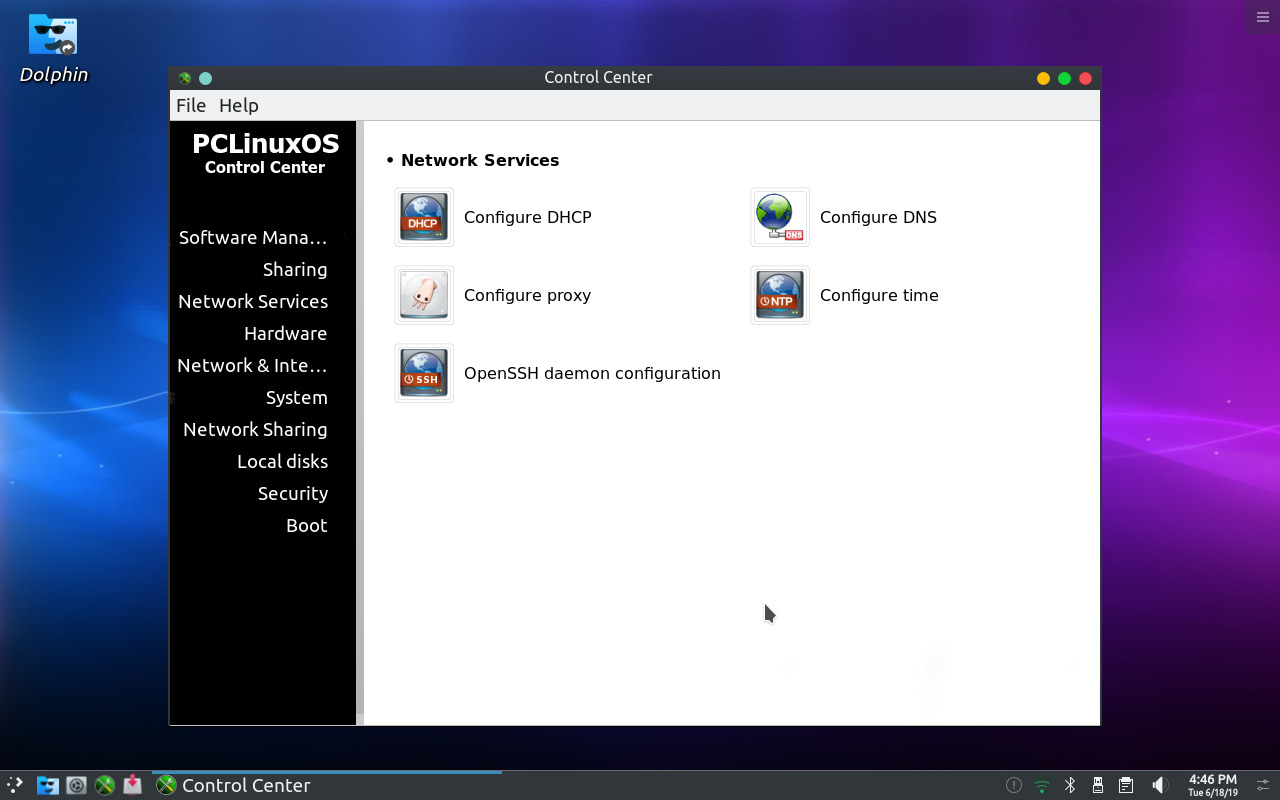 Dolphin
Control Center
File Help
PCLinuxOS
Control Center
Software Mana...
Sharing
Network Services
Hardware
Network & Inte...
System
Network Sharing
Local disks
Security
Boot
• Network Services
DHCP
Configure DHCP
DNS
Configure DNS
Configure proxy
NTP
Configure time
SSH
OpenSSH daemon configuration
Control Center
4:46 PM
Tue 6/18/19